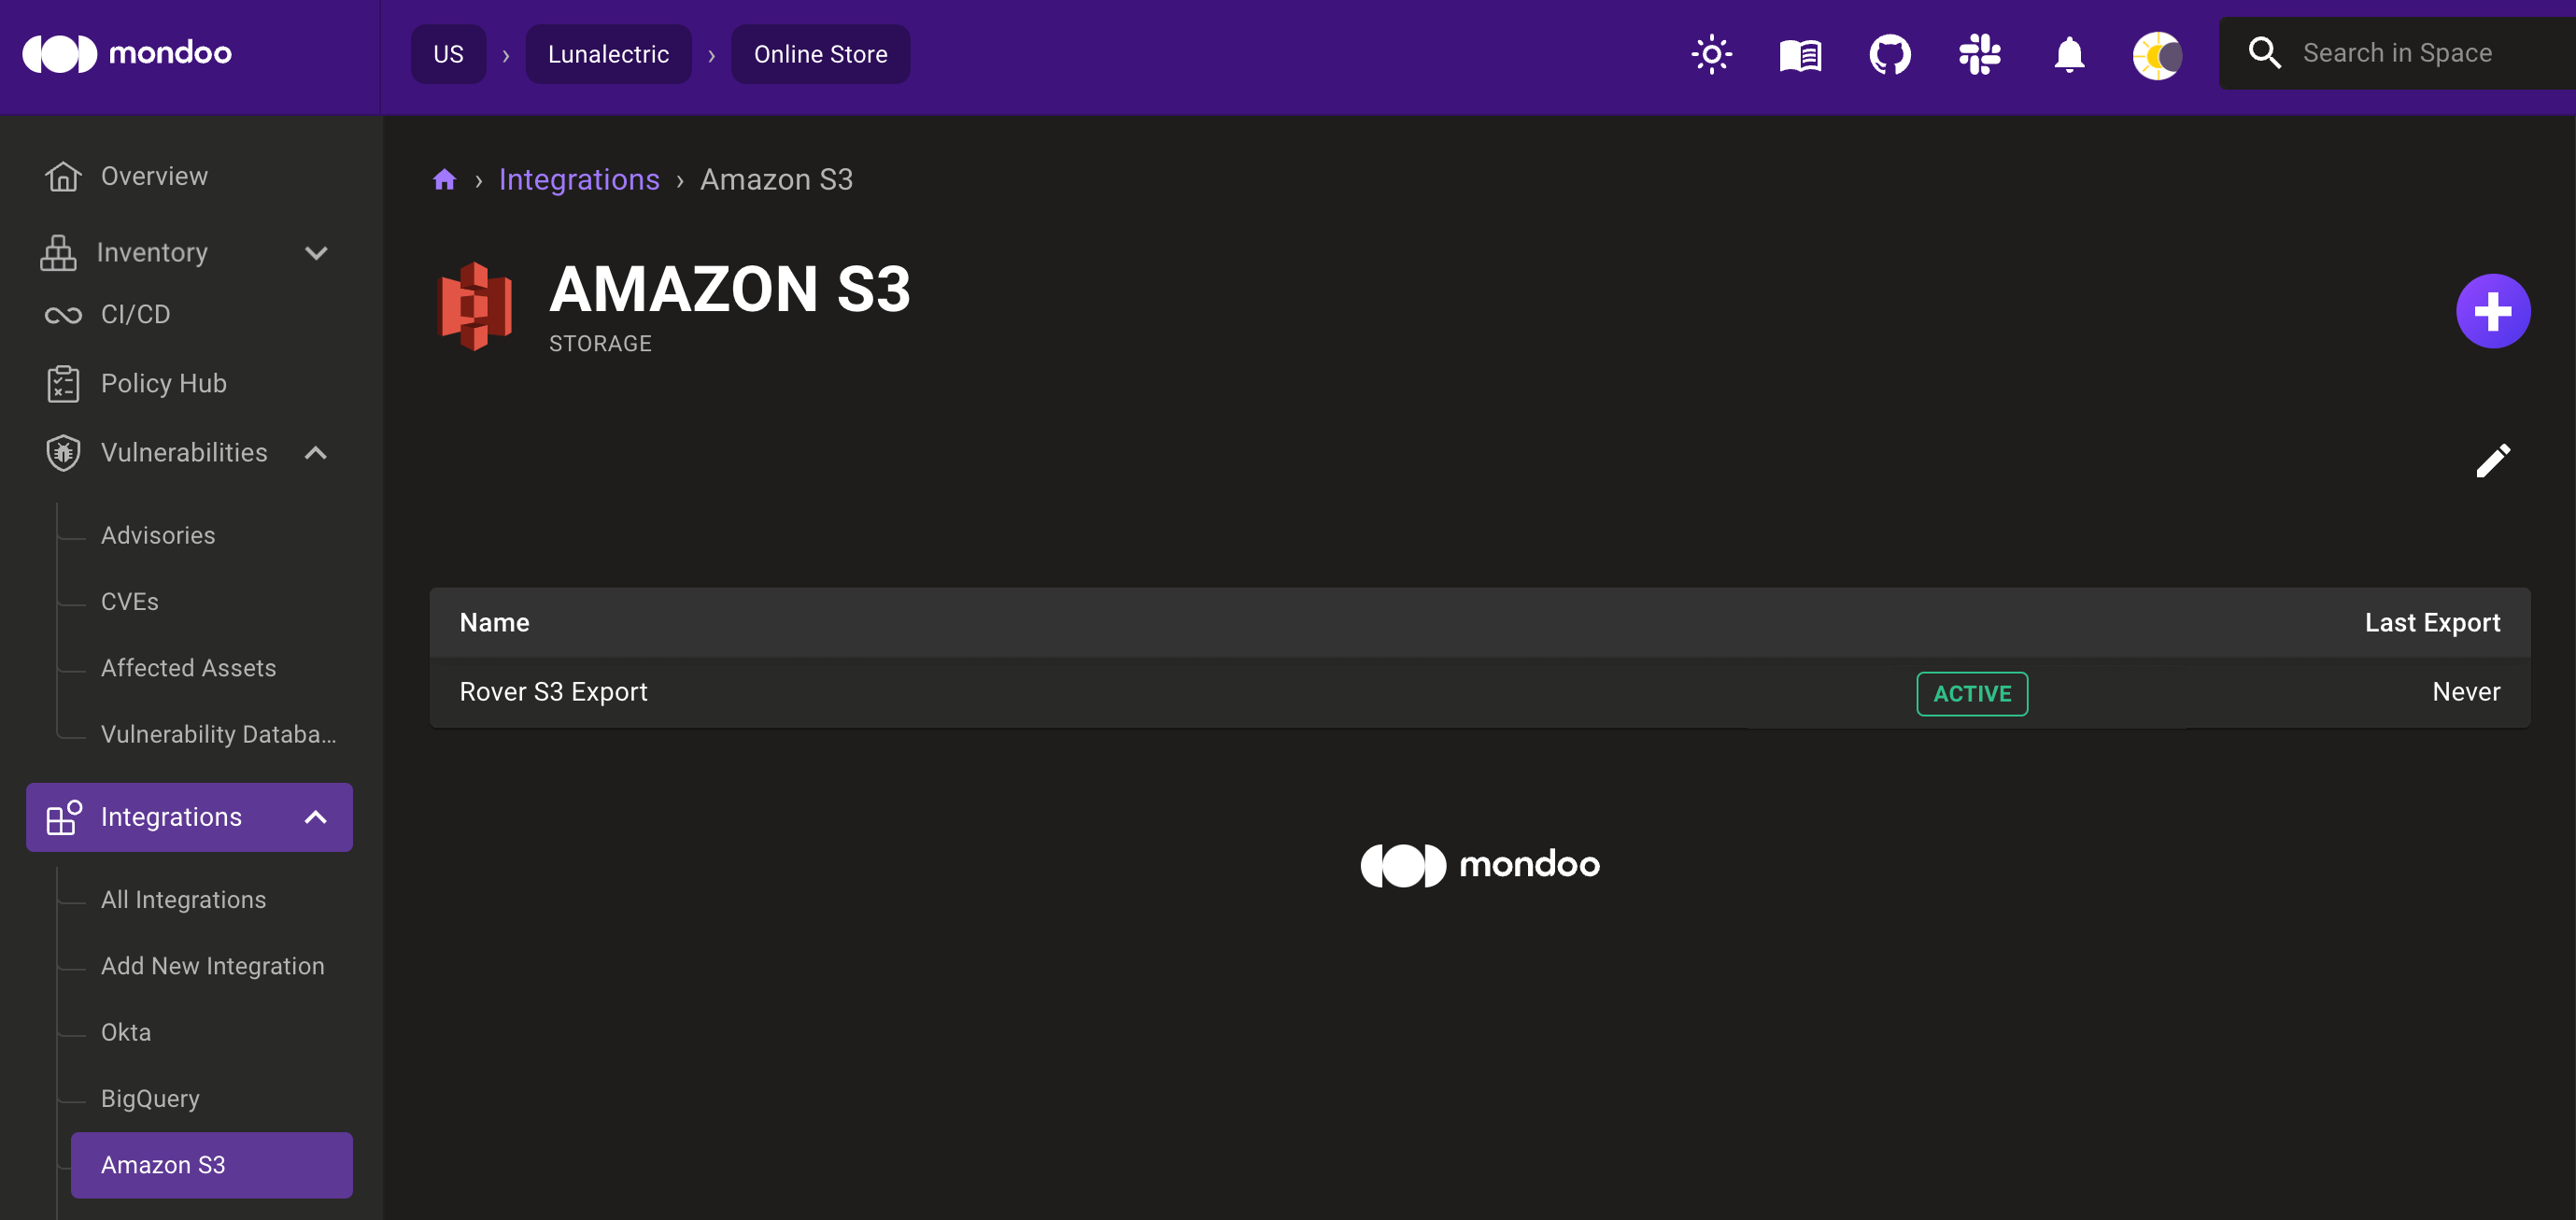 mondoo
US › Lunalectric › Online Store
Search in Space
Overview
Inventory
CI/CD
Policy Hub
Vulnerabilities
Advisories
CVEs
Affected Assets
Vulnerability Databa...
Integrations
All Integrations
Add New Integration
Okta
BigQuery
Amazon S3
› Integrations › Amazon S3
AMAZON S3
STORAGE
Name Last Export
Rover S3 Export ACTIVE Never
mondoo